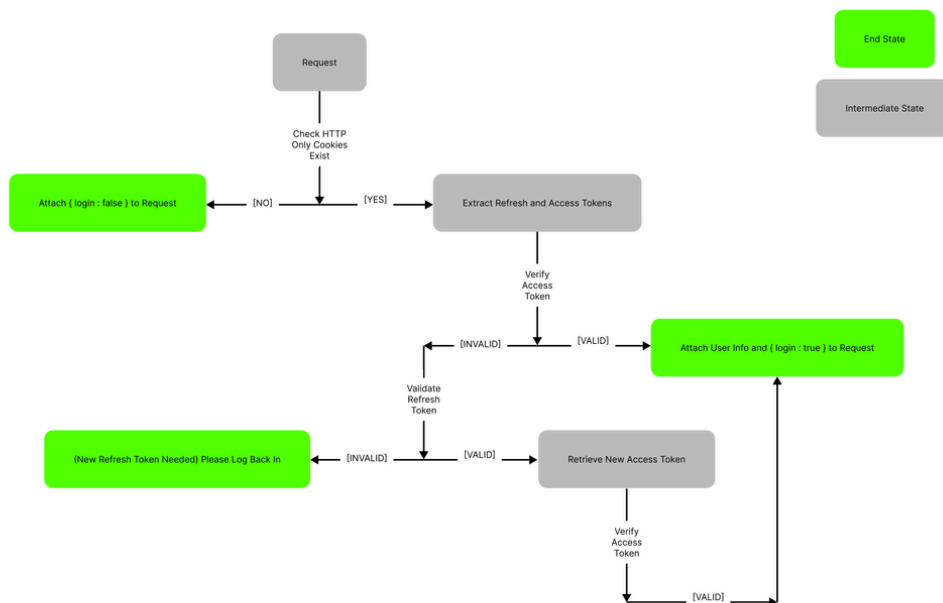 End State
Request
Intermediate State
Check HTTP
Only Cookies
Exist
Attach { login : false } to Request
[NO]
[YES]
Extract Refresh and Access Tokens
Verify
Access
Token
[INVALID]
[VALID]
Attach User Info and { login : true } to Request
Validate
Refresh
Token
(New Refresh Token Needed) Please Log Back In
[INVALID]
[VALID]
Retrieve New Access Token
Verify
Access
Token
[VALID]